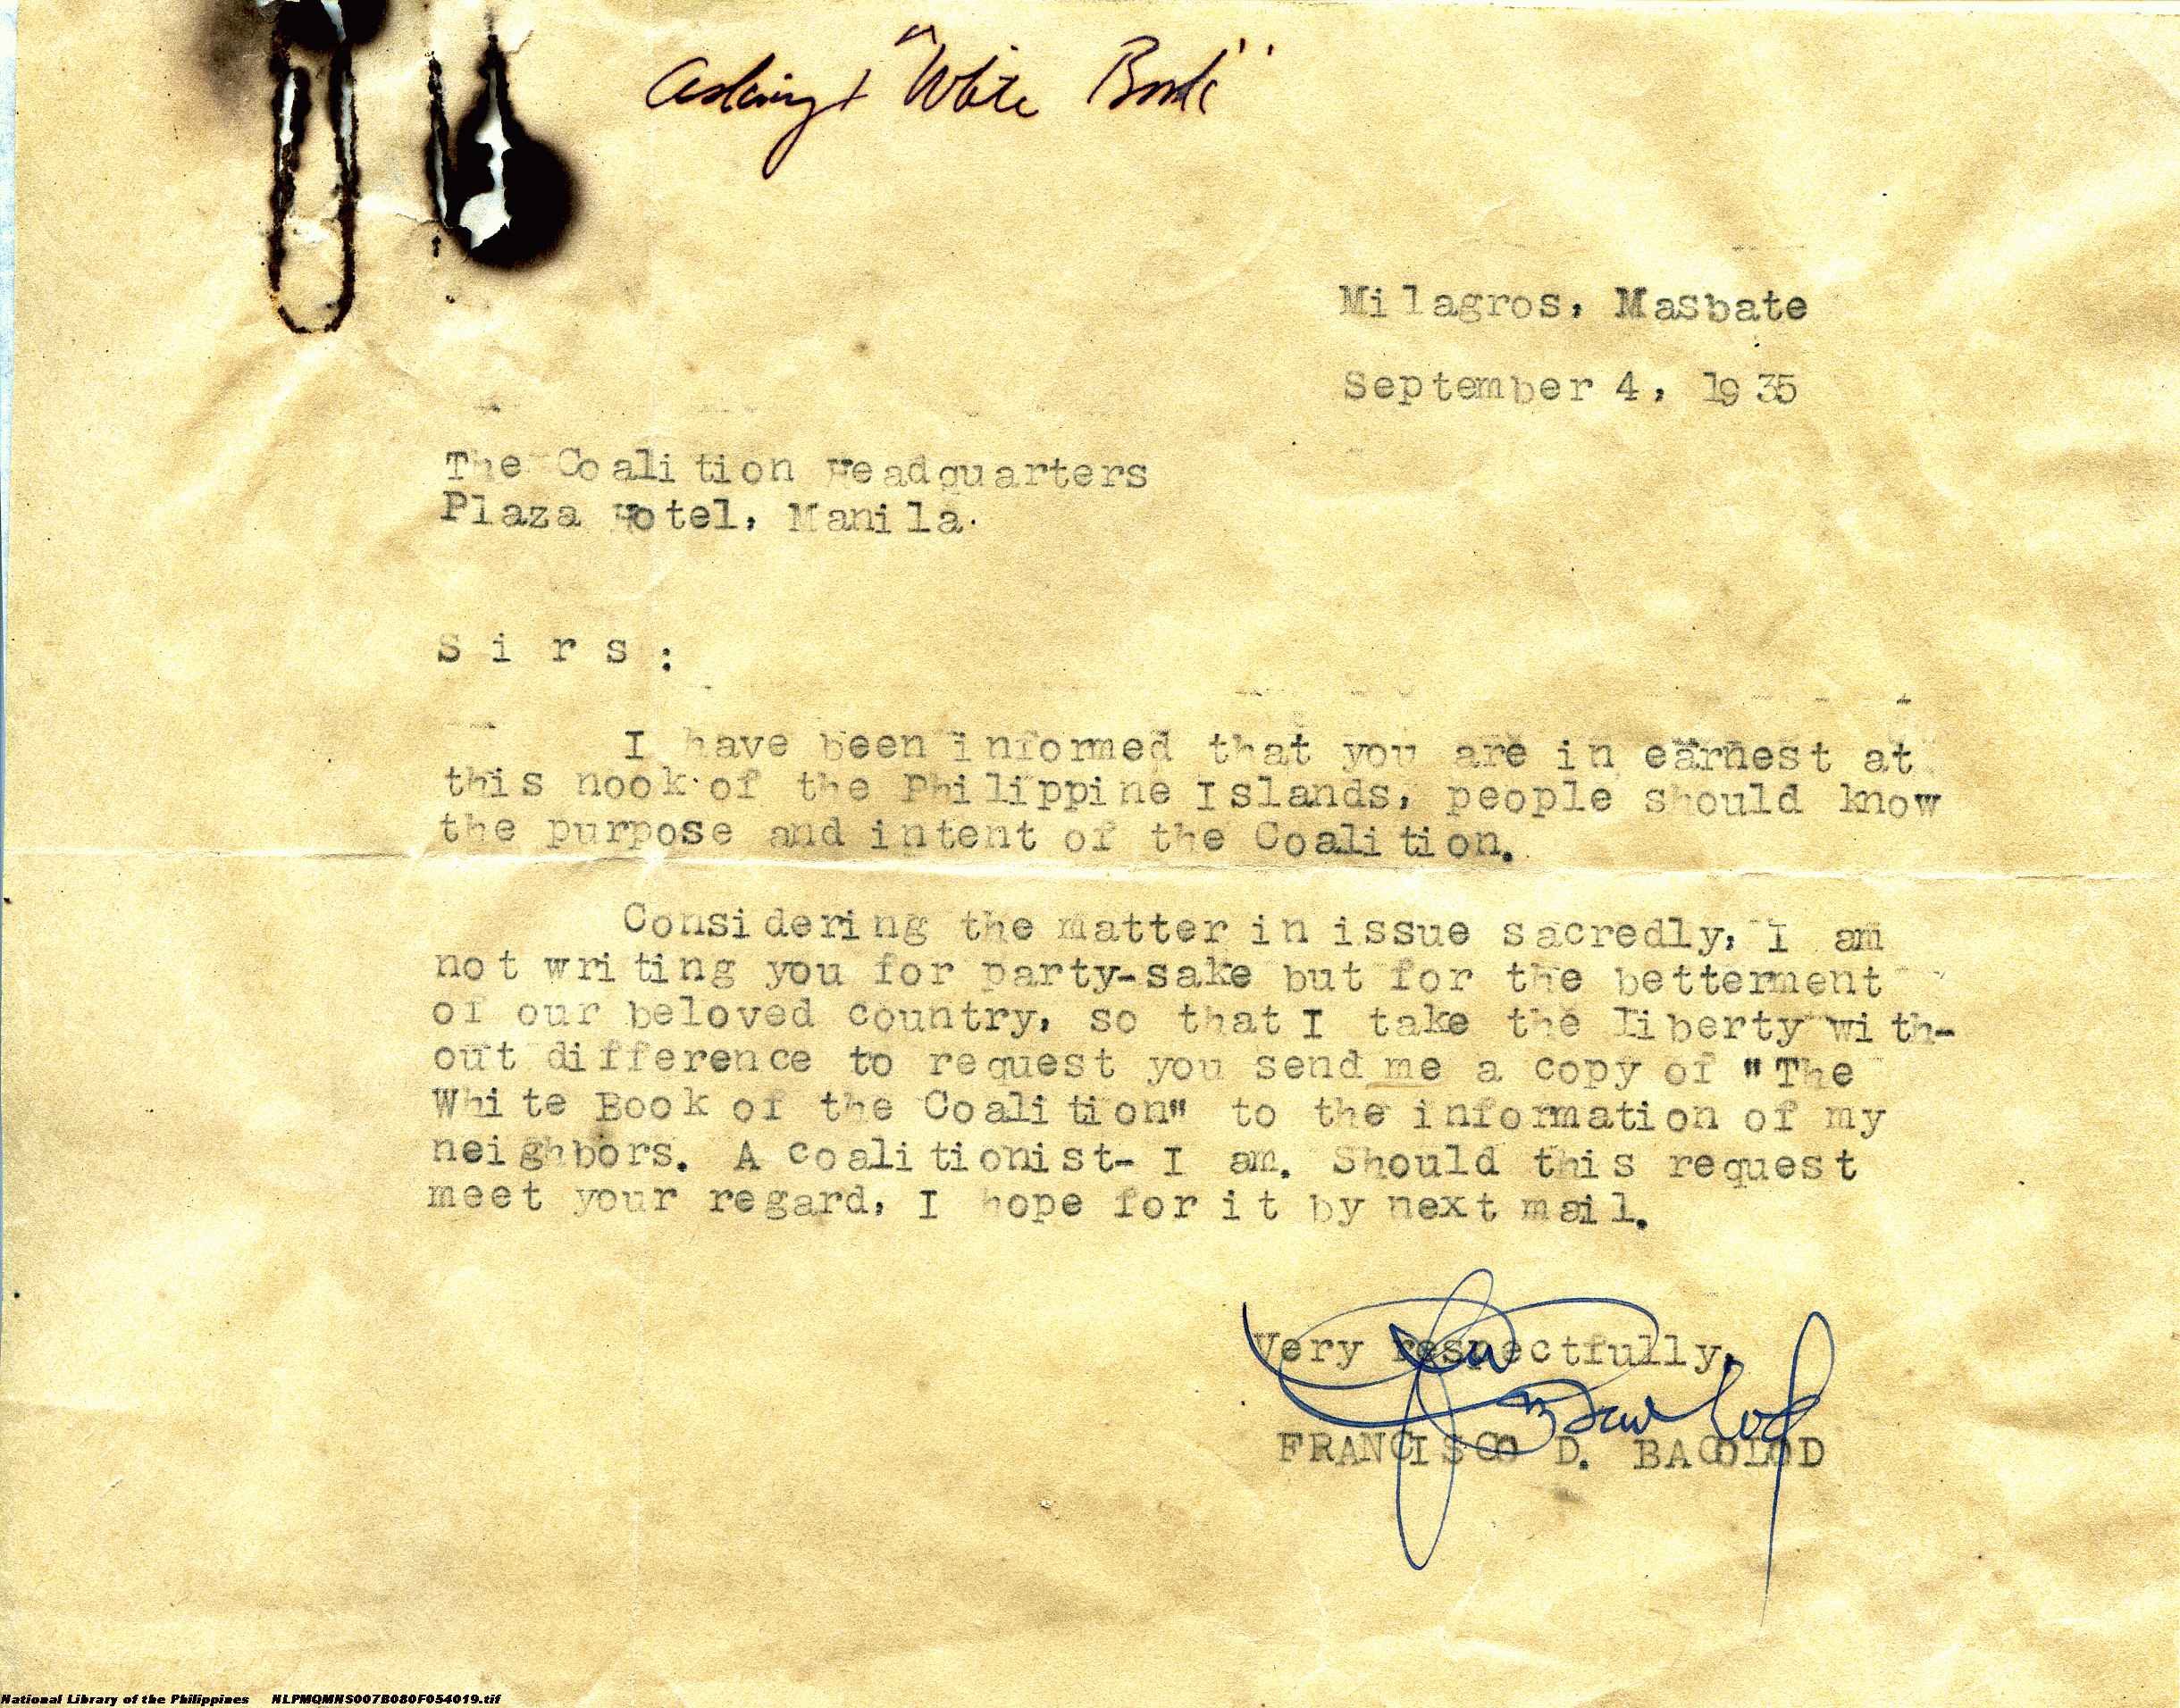 Asking f "White Book"
Milagros, Masbate
September 4, 1935
The Coalition Headquarters
Plaza Hotel, Manila.
S i r s :
I have been informed that you are in earnest at
this nook of the Philippine Islands, people should know
the purpose and intent of the Coalition.
Considering the matter in issue sacredly, I am
not writing you for party-sake but for the betterment
of our beloved country, so that I take the liberty with-
out difference to request you send me a copy of "The
White Book of the Coalition" to the information of my
neighbors. A coalitionist- I am. Should this request
meet your regard, I hope for it by next mail.
Very respectfully,
FRANCISCO D. BACOLOD
National Library of the Philippines NLPMQMNS007B080F054019.tif